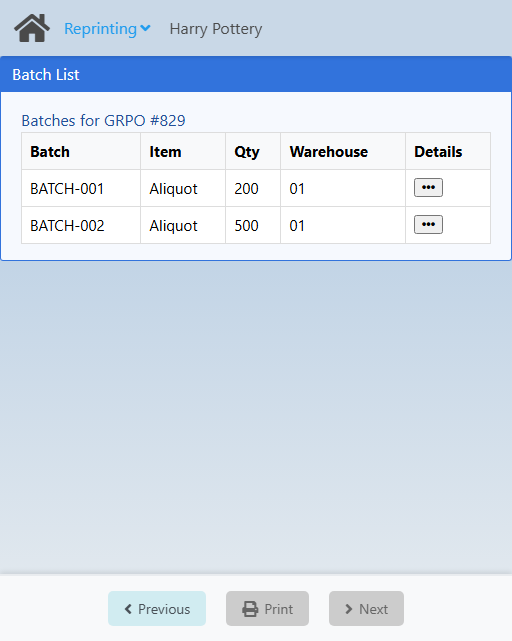 Reprinting Harry Pottery
Batch List
Batches for GRPO #829
Batch Item Qty Warehouse Details
BATCH-001 Aliquot 200 01 •••
BATCH-002 Aliquot 500 01 •••
Previous Print Next